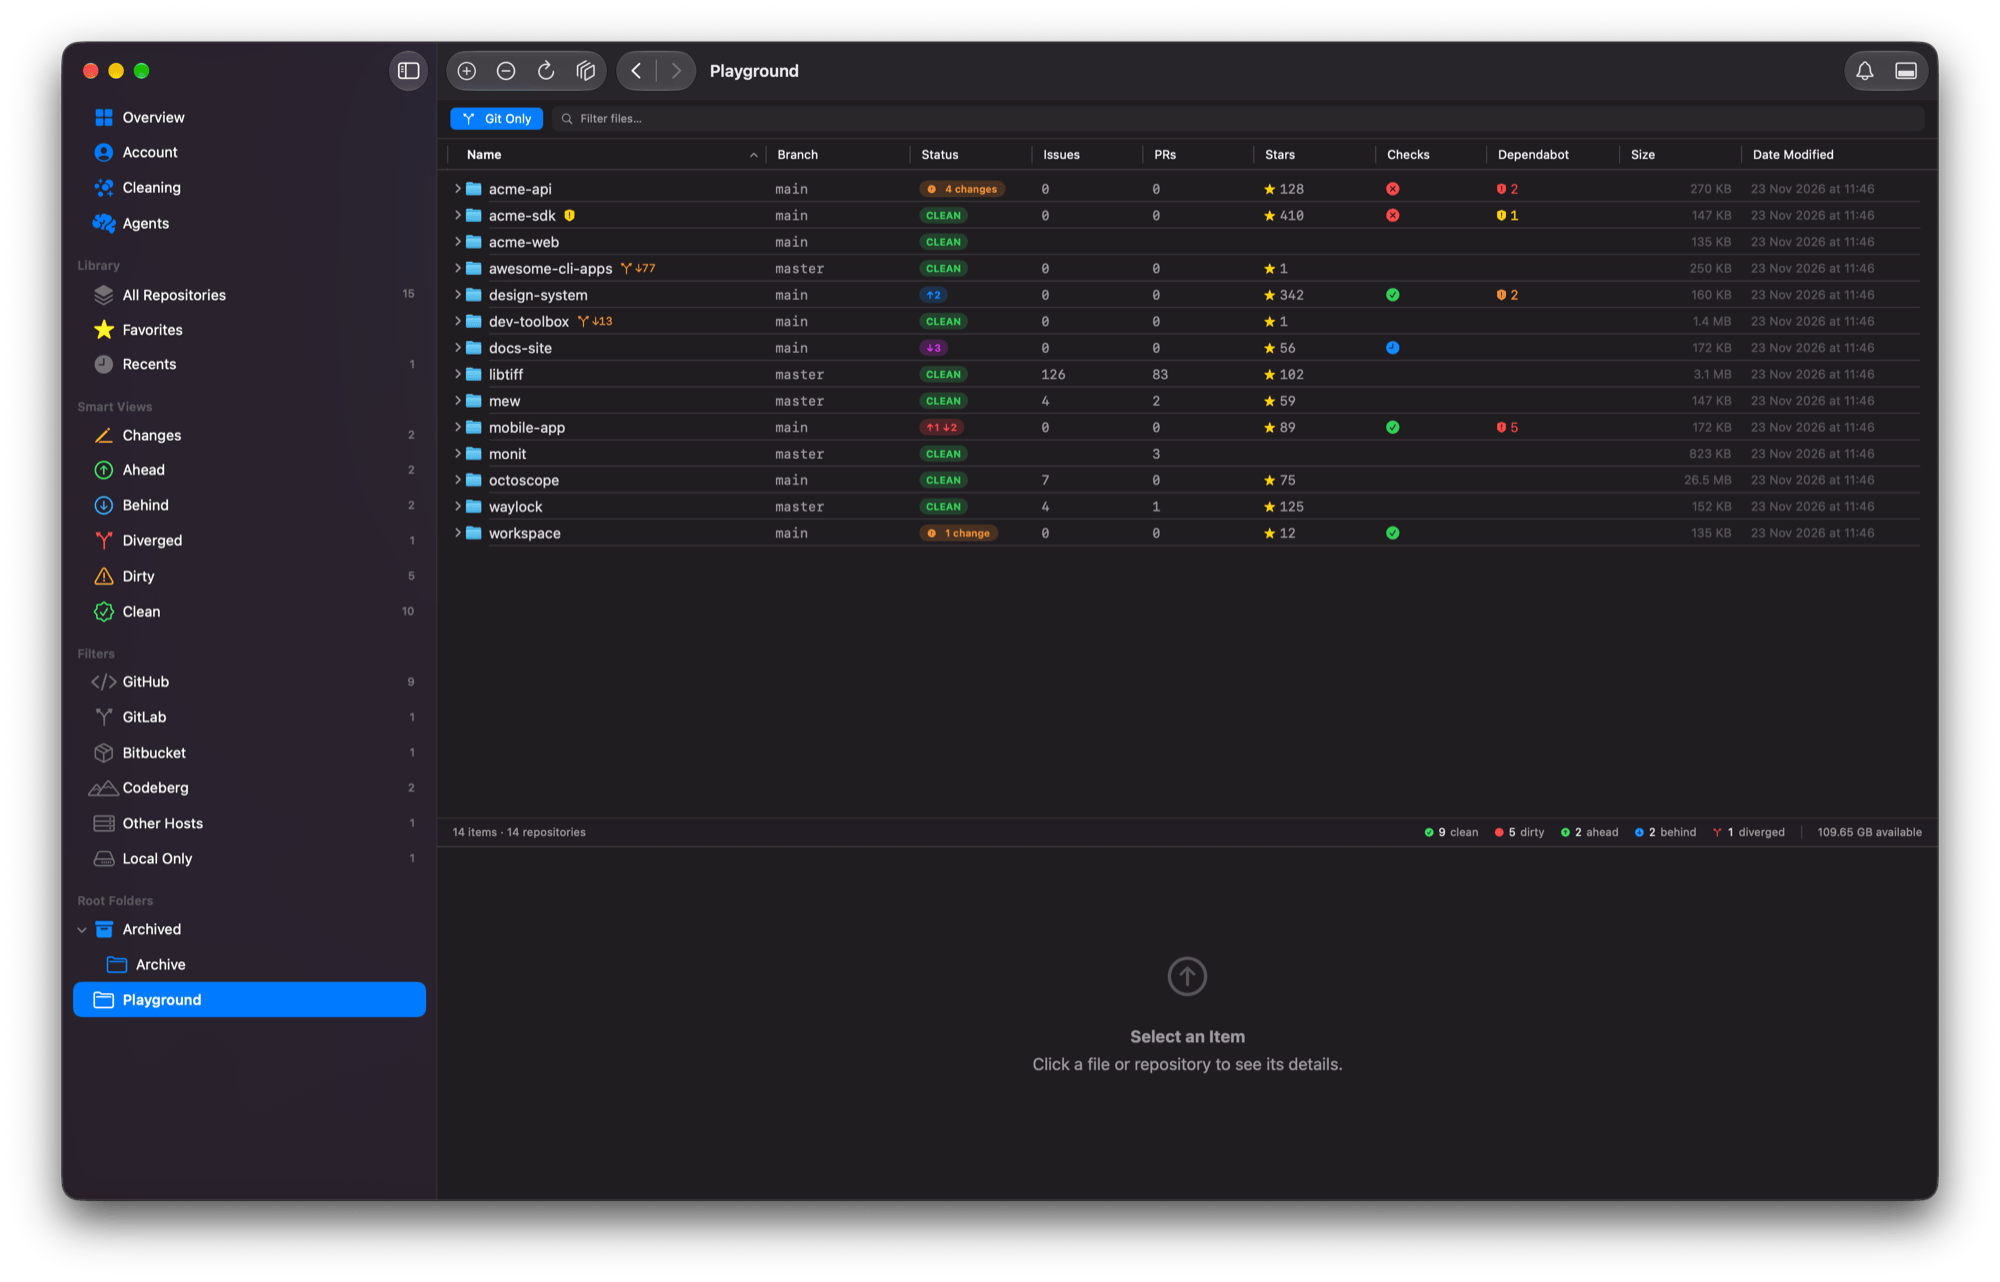 Playground
Overview
Account
Cleaning
Agents
Library
All Repositories 15
Favorites
Recents 1
Smart Views
Changes 2
Ahead 2
Behind 2
Diverged 1
Dirty 5
Clean 10
Filters
GitHub 9
GitLab 1
Bitbucket 1
Codeberg 2
Other Hosts 1
Local Only 1
Root Folders
Archived
Archive
Playground
Git Only Filter files...
Name Branch Status Issues PRs Stars Checks Dependabot Size Date Modified
acme-api main 4 changes 0 0 128 2 270 KB 23 Nov 2026 at 11:46
acme-sdk main CLEAN 0 0 410 1 147 KB 23 Nov 2026 at 11:46
acme-web main CLEAN 135 KB 23 Nov 2026 at 11:46
awesome-cli-apps ↓77 master CLEAN 0 0 1 250 KB 23 Nov 2026 at 11:46
design-system main ↑2 0 0 342 2 160 KB 23 Nov 2026 at 11:46
dev-toolbox ↓13 main CLEAN 0 0 1 1.4 MB 23 Nov 2026 at 11:46
docs-site main ↓3 0 0 56 172 KB 23 Nov 2026 at 11:46
libtiff master CLEAN 126 83 102 3.1 MB 23 Nov 2026 at 11:46
mew master CLEAN 4 2 59 147 KB 23 Nov 2026 at 11:46
mobile-app main ↑1 ↓2 0 0 89 5 172 KB 23 Nov 2026 at 11:46
monit master CLEAN 3 823 KB 23 Nov 2026 at 11:46
octoscope main CLEAN 7 0 75 26.5 MB 23 Nov 2026 at 11:46
waylock master CLEAN 4 1 125 152 KB 23 Nov 2026 at 11:46
workspace main 1 change 0 0 12 135 KB 23 Nov 2026 at 11:46
14 items · 14 repositories 9 clean 5 dirty 2 ahead 2 behind 1 diverged 109.65 GB available
Select an Item
Click a file or repository to see its details.